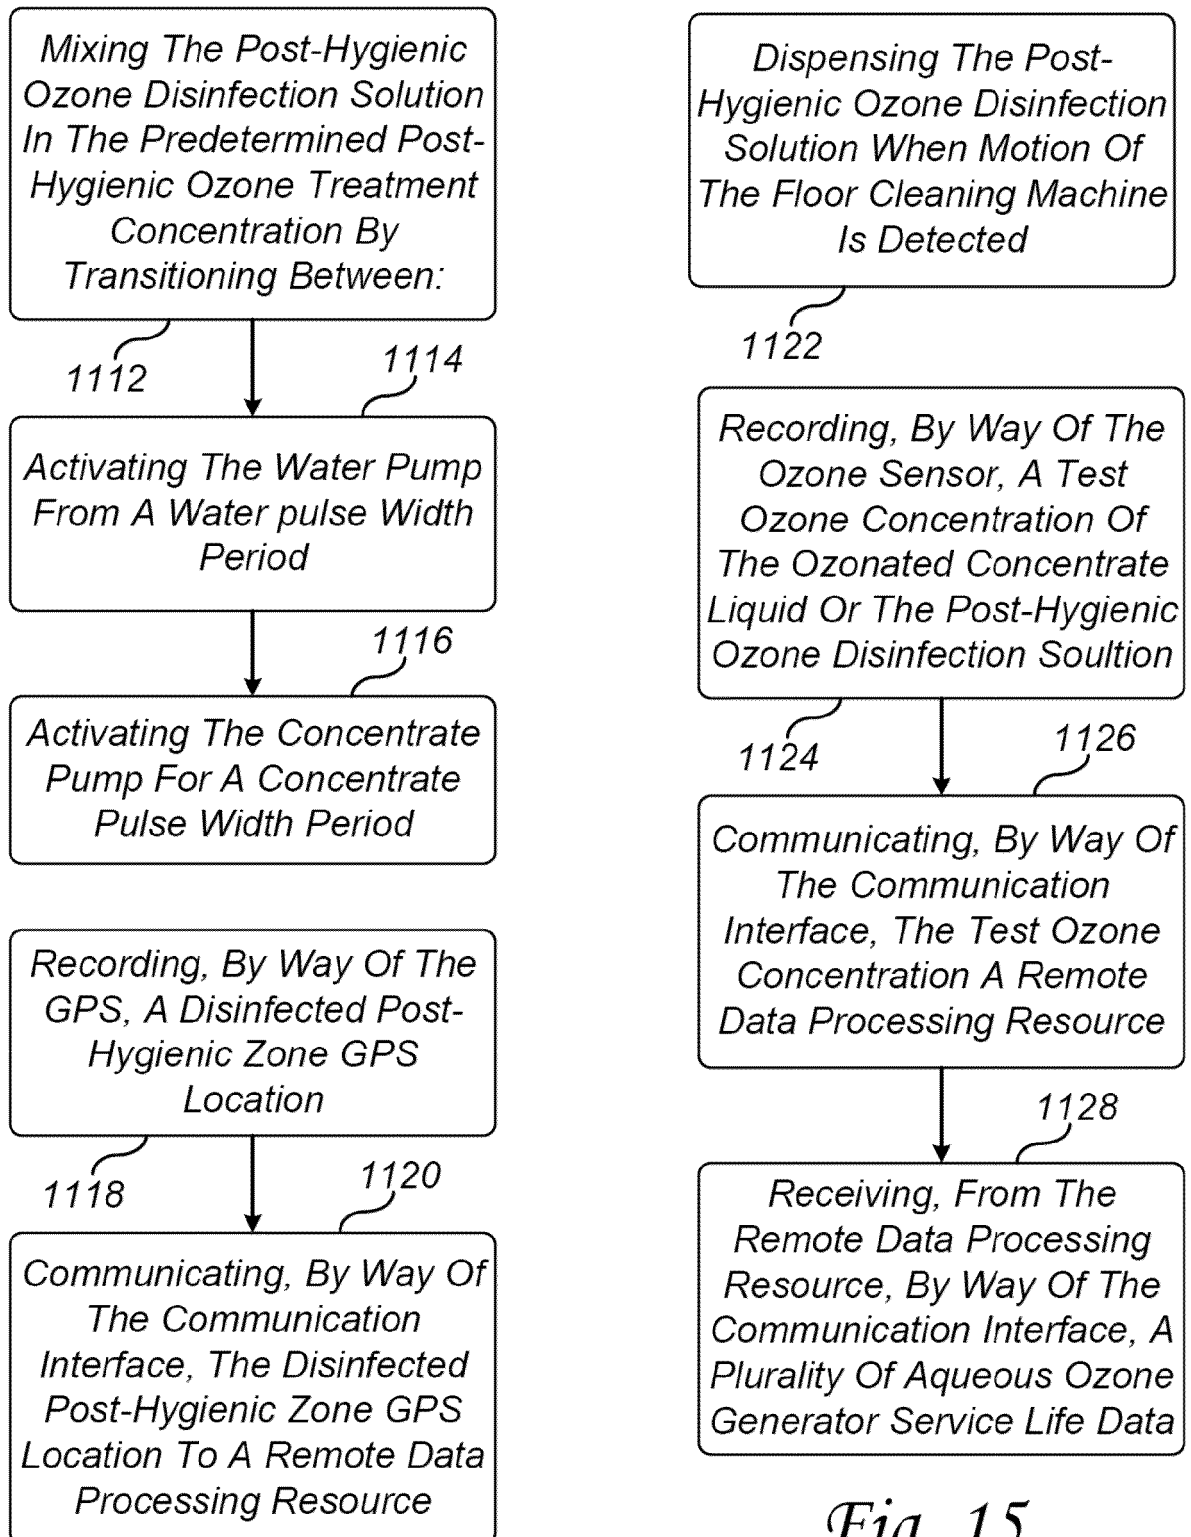 Mixing The Post-Hygienic
Ozone Disinfection Solution
In The Predetermined Post-
Hygienic Ozone Treatment
Concentration By
Transitioning Between:
1112
1114
Activating The Water Pump
From A Water pulse Width
Period
1116
Activating The Concentrate
Pump For A Concentrate
Pulse Width Period
Recording, By Way Of The
GPS, A Disinfected Post-
Hygienic Zone GPS
Location
1118
1120
Communicating, By Way Of
The Communication
Interface, The Disinfected
Post-Hygienic Zone GPS
Location To A Remote Data
Processing Resource
Dispensing The Post-
Hygienic Ozone Disinfection
Solution When Motion Of
The Floor Cleaning Machine
Is Detected
1122
Recording, By Way Of The
Ozone Sensor, A Test
Ozone Concentration Of
The Ozonated Concentrate
Liquid Or The Post-Hygienic
Ozone Disinfection Soultion
1124
1126
Communicating, By Way Of
The Communication
Interface, The Test Ozone
Concentration A Remote
Data Processing Resource
1128
Receiving, From The
Remote Data Processing
Resource, By Way Of The
Communication Interface, A
Plurality Of Aqueous Ozone
Generator Service Life Data
Fig. 15